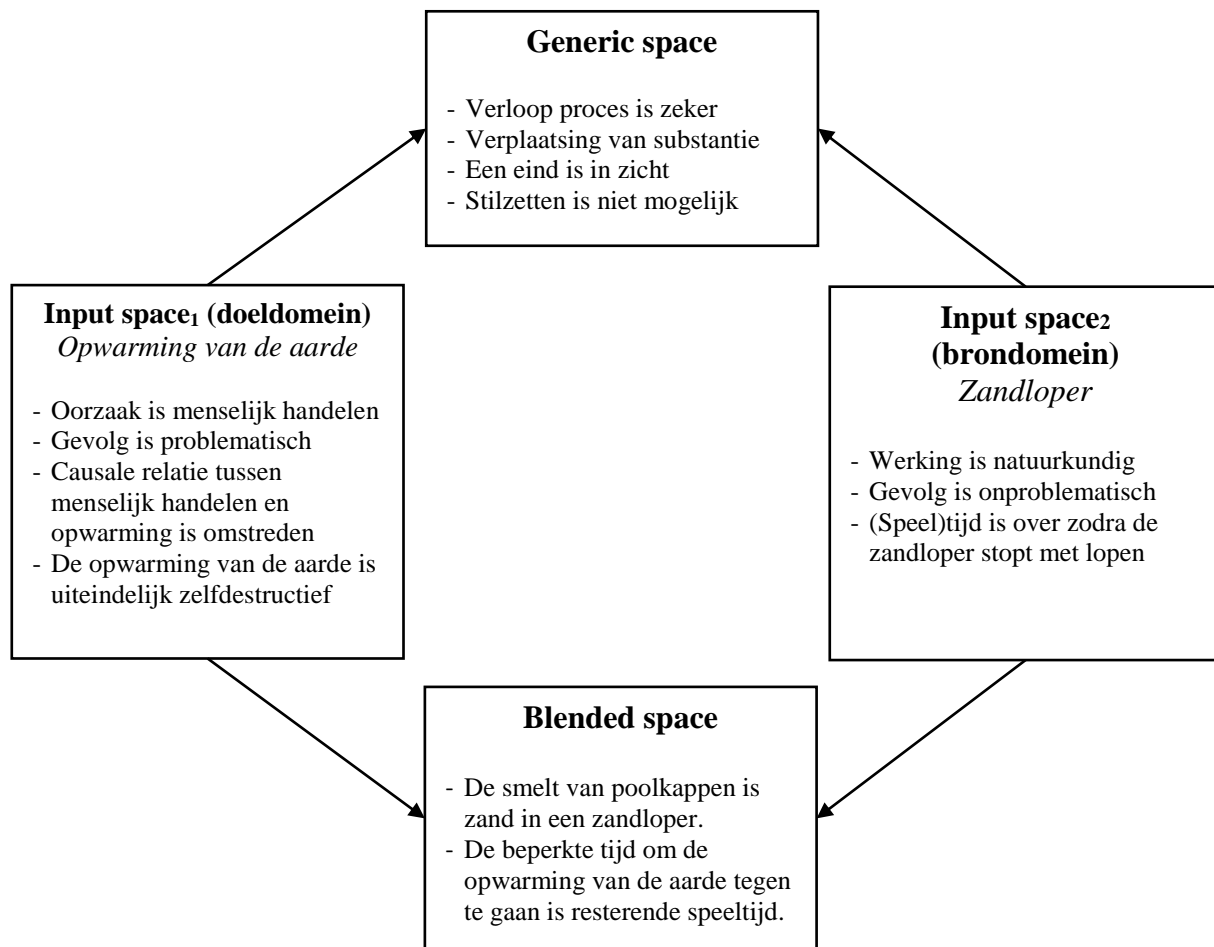 Generic space
- Verloop proces is zeker
- Verplaatsing van substantie
- Een eind is in zicht
- Stilzetten is niet mogelijk
Input space₁ (doeldomein)
Opwarming van de aarde
- Oorzaak is menselijk handelen
- Gevolg is problematisch
- Causale relatie tussen
menselijk handelen en
opwarming is omstreden
- De opwarming van de aarde is
uiteindelijk zelfdestructief
Input space₂
(brondomein)
Zandloper
- Werking is natuurkundig
- Gevolg is onproblematisch
- (Speel)tijd is over zodra de
zandloper stopt met lopen
Blended space
- De smelt van poolkappen is
zand in een zandloper.
- De beperkte tijd om de
opwarming van de aarde tegen
te gaan is resterende speeltijd.